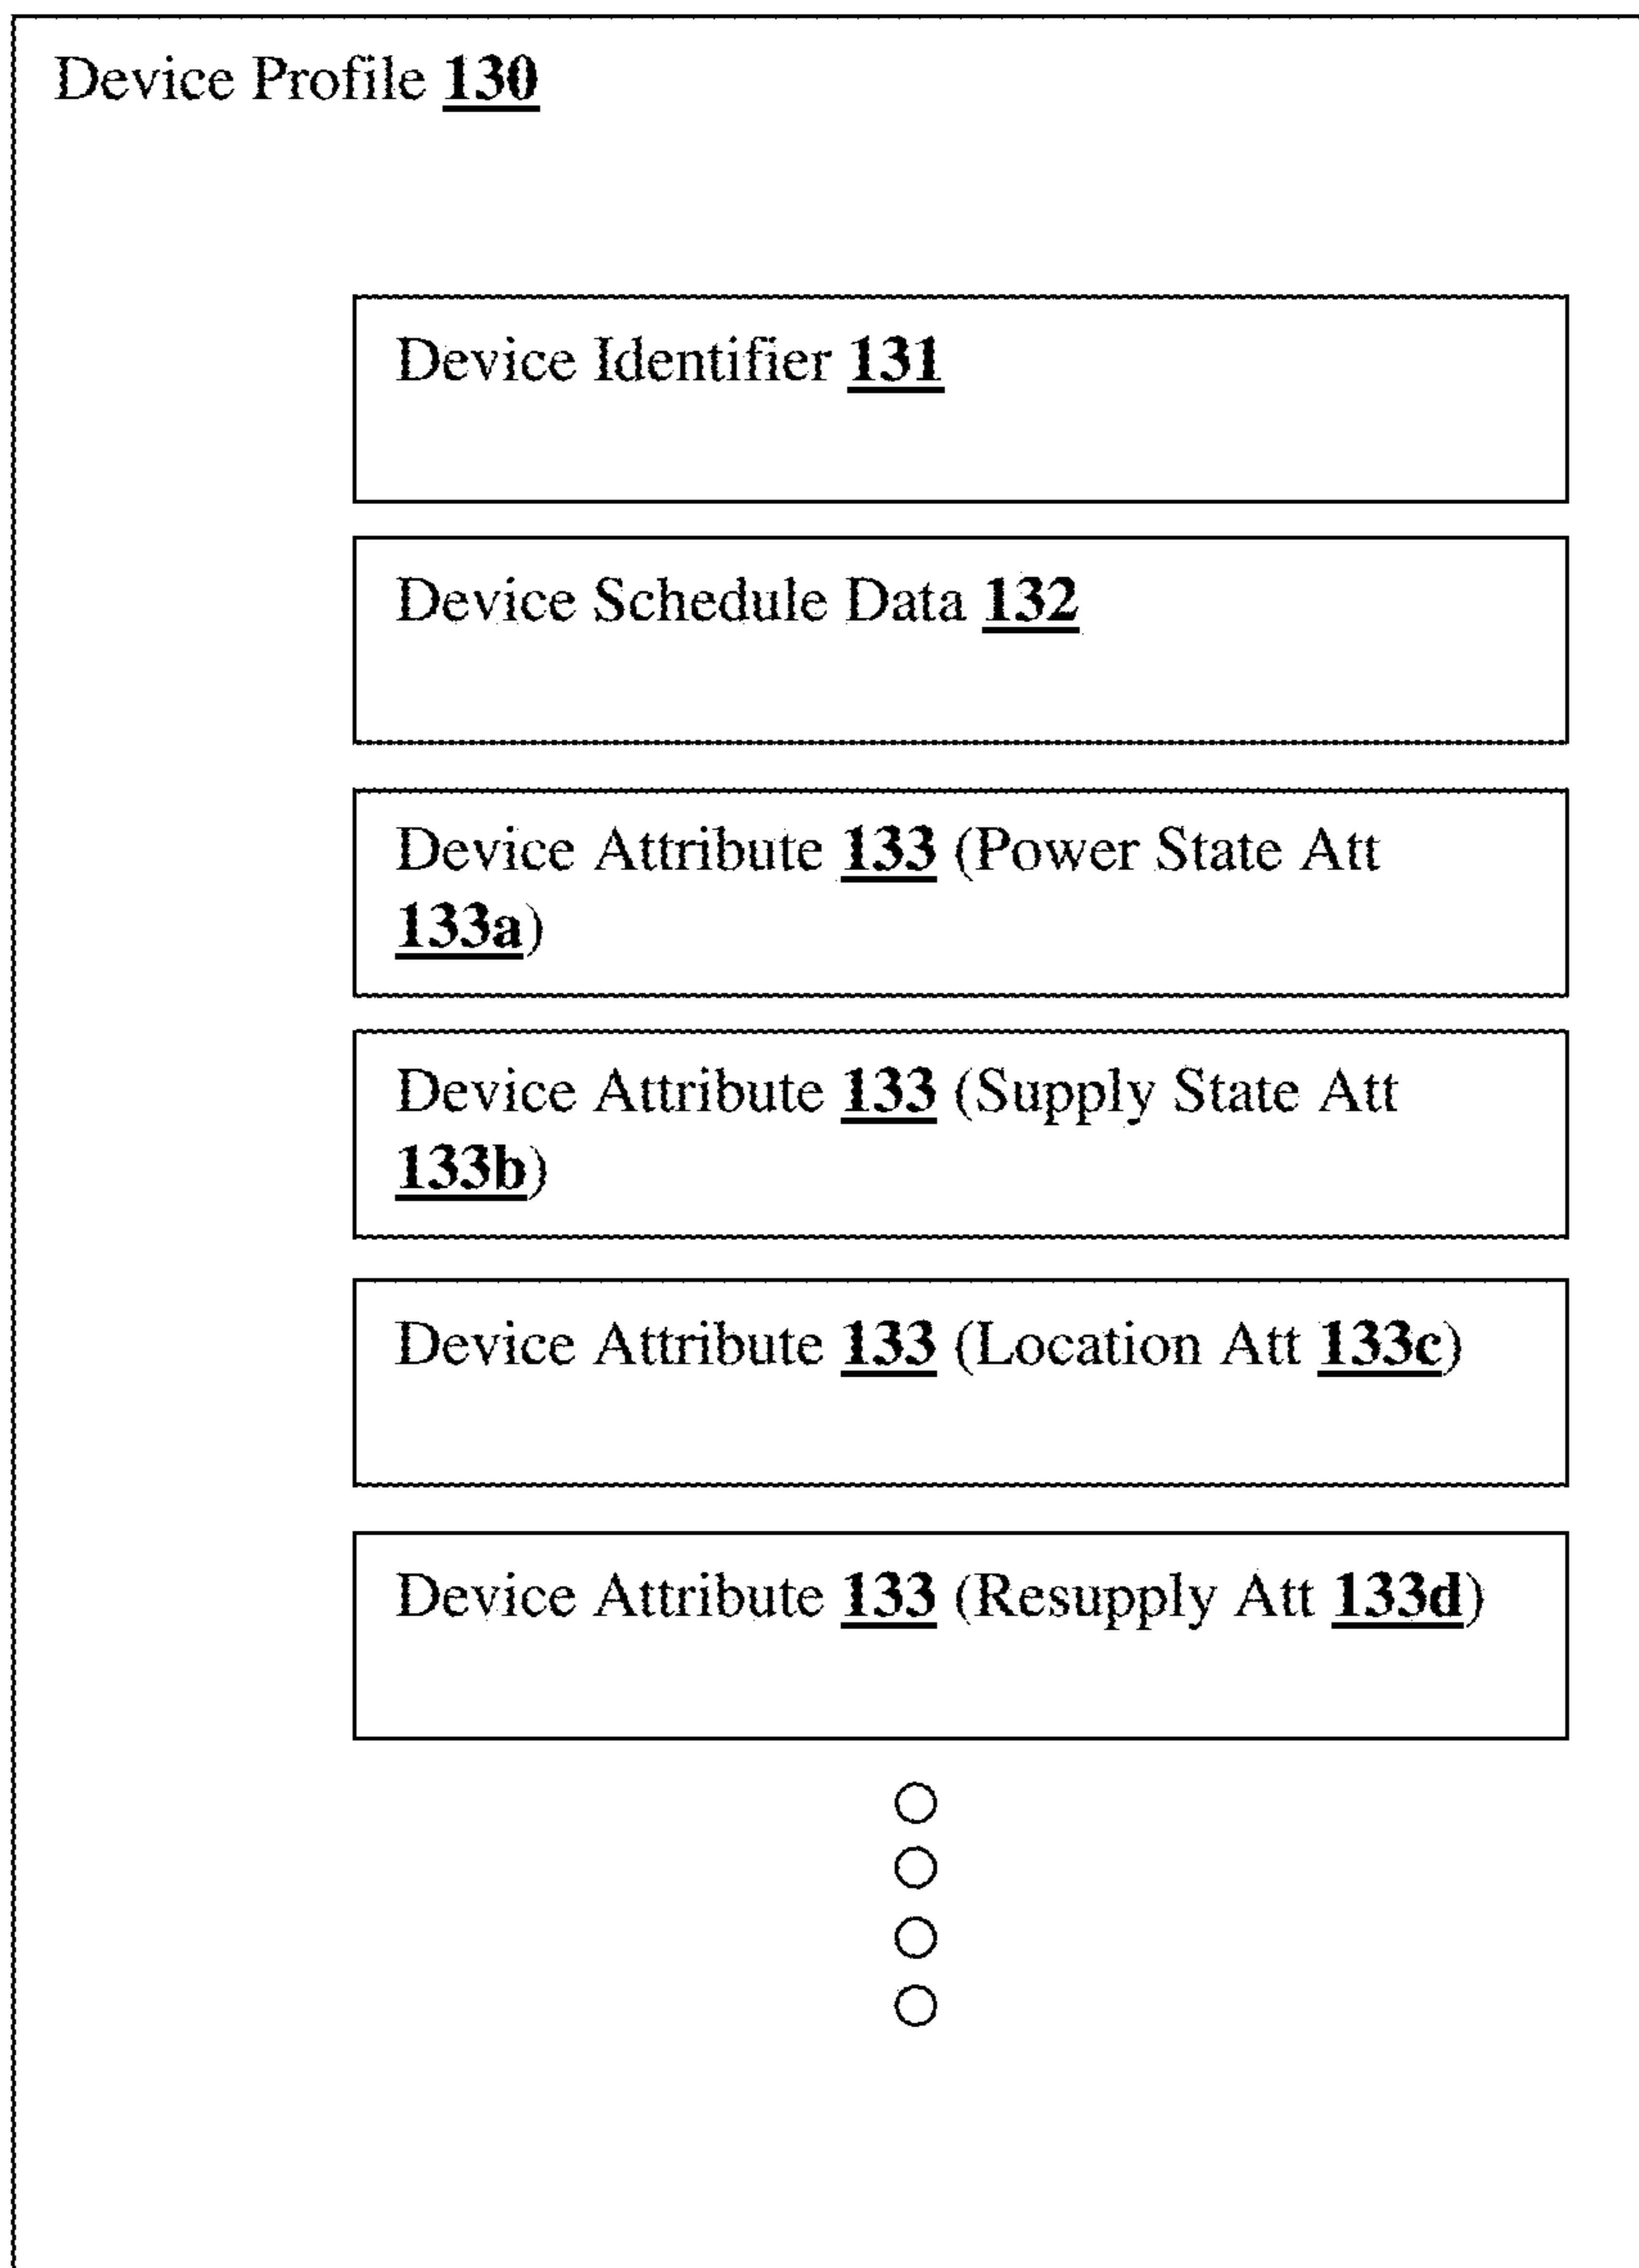 Device Profile 130
Device Identifier 131
Device Schedule Data 132
Device Attribute 133 (Power State Att
133a)
Device Attribute 133 (Supply State Att
133b)
Device Attribute 133 (Location Att 133c)
Device Attribute 133 (Resupply Att 133d)